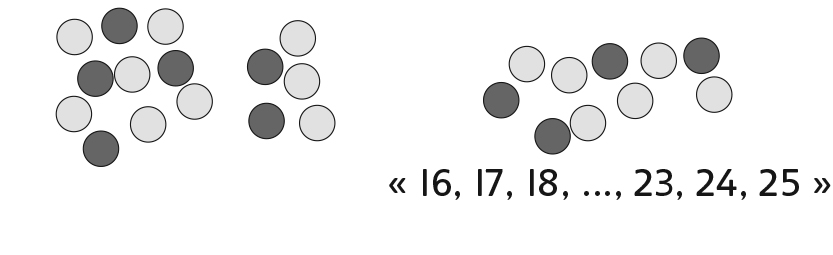 « 16, 17, 18, ..., 23, 24, 25 »